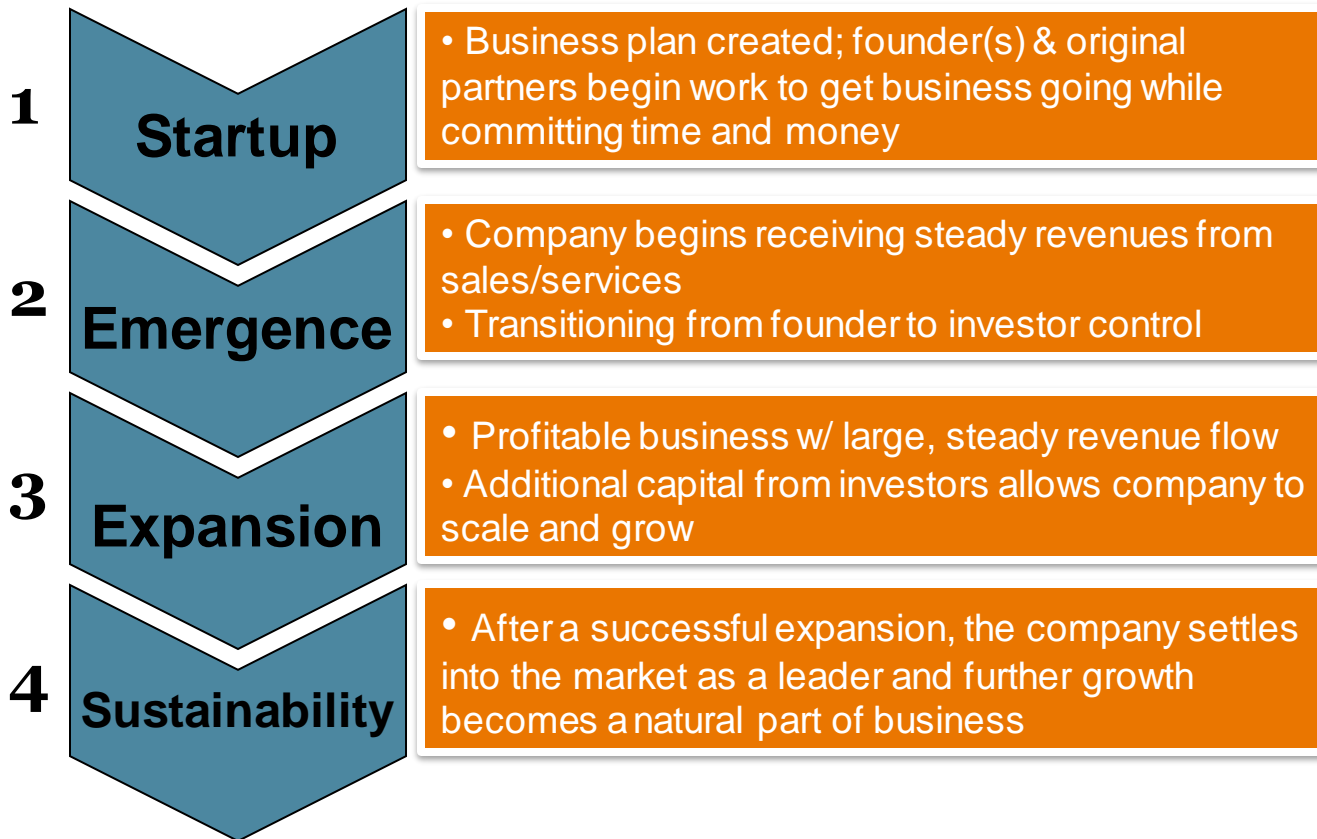 1
Startup
• Business plan created; founder(s) & original
partners begin work to get business going while
committing time and money
2
Emergence
• Company begins receiving steady revenues from
sales/services
• Transitioning from founder to investor control
3
Expansion
• Profitable business w/ large, steady revenue flow
• Additional capital from investors allows company to
scale and grow
4
Sustainability
• After a successful expansion, the company settles
into the market as a leader and further growth
becomes a natural part of business